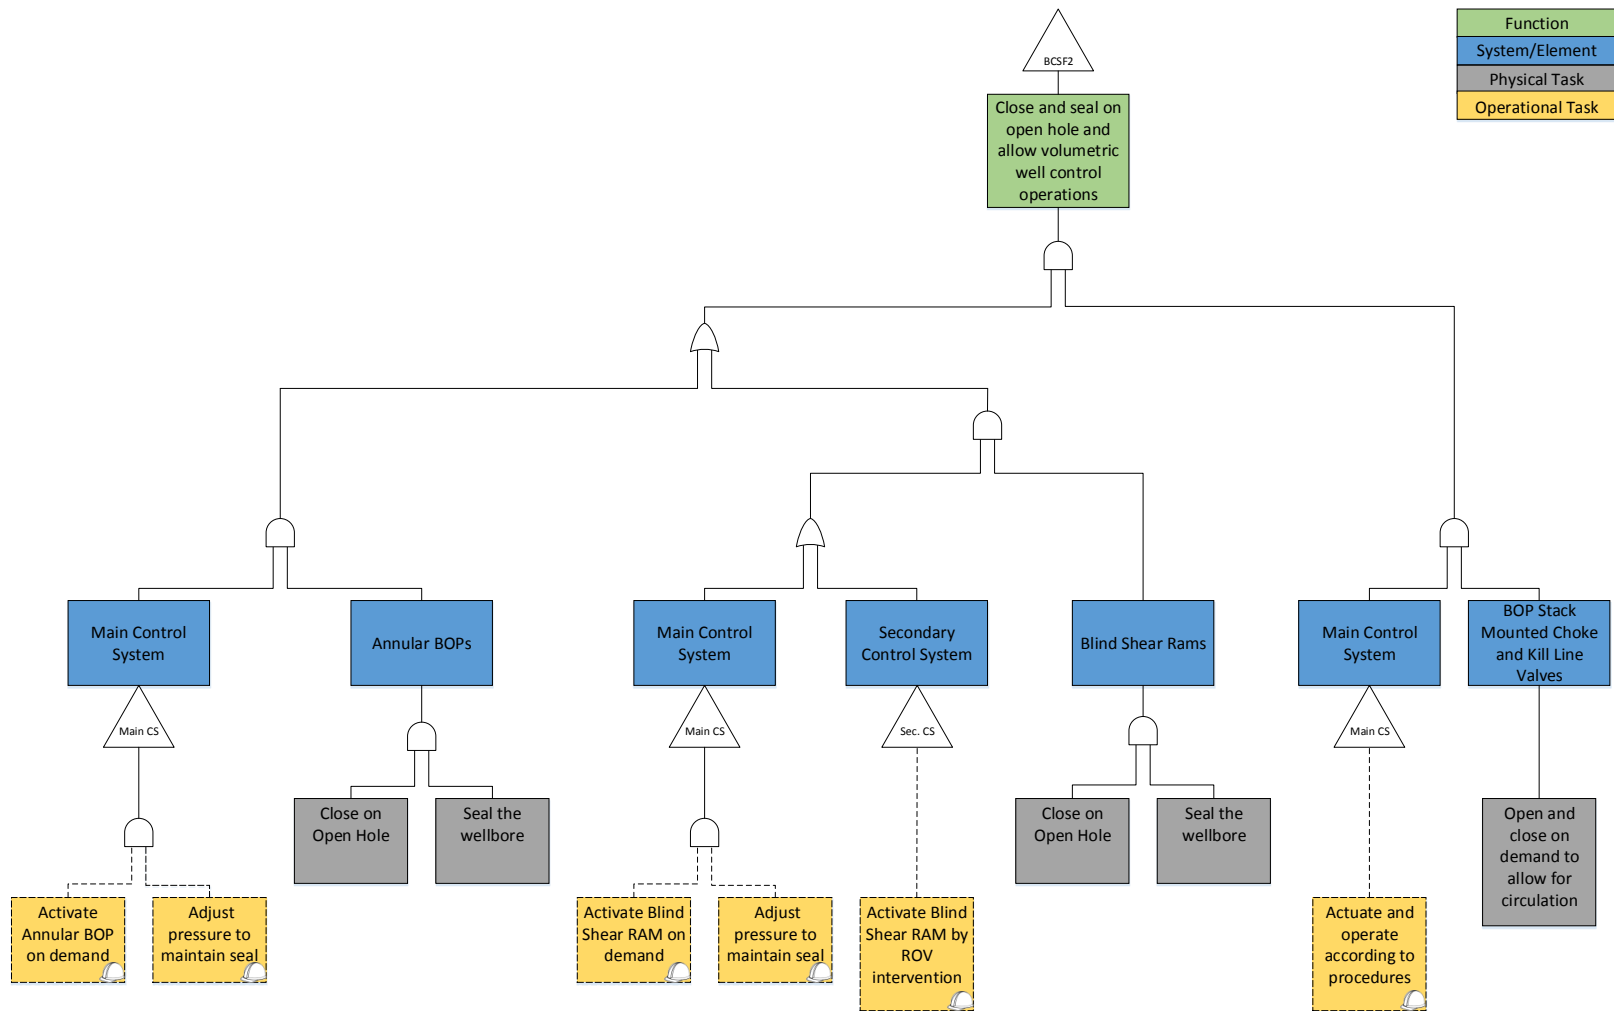 BCSF2
Function
System/Element
Physical Task
Operational Task
Close and seal on
open hole and
allow volumetric
well control
operations
Main Control
System
Annular BOPs
Main Control
System
Secondary
Control System
Blind Shear Rams
Main Control
System
BOP Stack
Mounted Choke
and Kill Line
Valves
Main CS
Main CS
Sec. CS
Main CS
Close on
Open Hole
Seal the
wellbore
Close on
Open Hole
Seal the
wellbore
Open and
close on
demand to
allow for
circulation
Activate
Annular BOP
on demand
Adjust
pressure to
maintain seal
Activate Blind
Shear RAM on
demand
Adjust
pressure to
maintain seal
Activate Blind
Shear RAM by
ROV
intervention
Actuate and
operate
according to
procedures